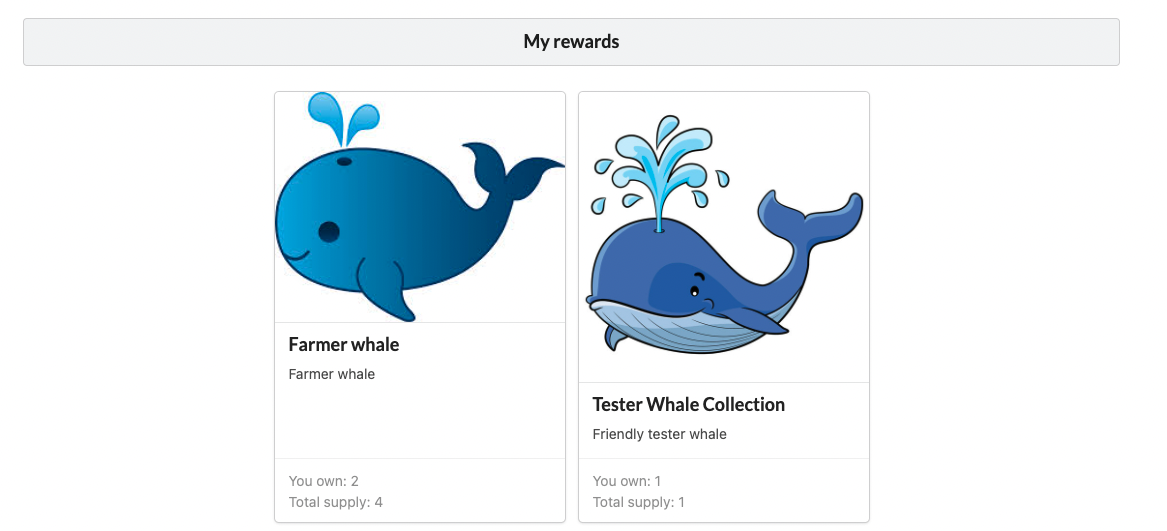 My rewards
Farmer whale
Farmer whale
You own: 2
Total supply: 4
Tester Whale Collection
Friendly tester whale
You own: 1
Total supply: 1